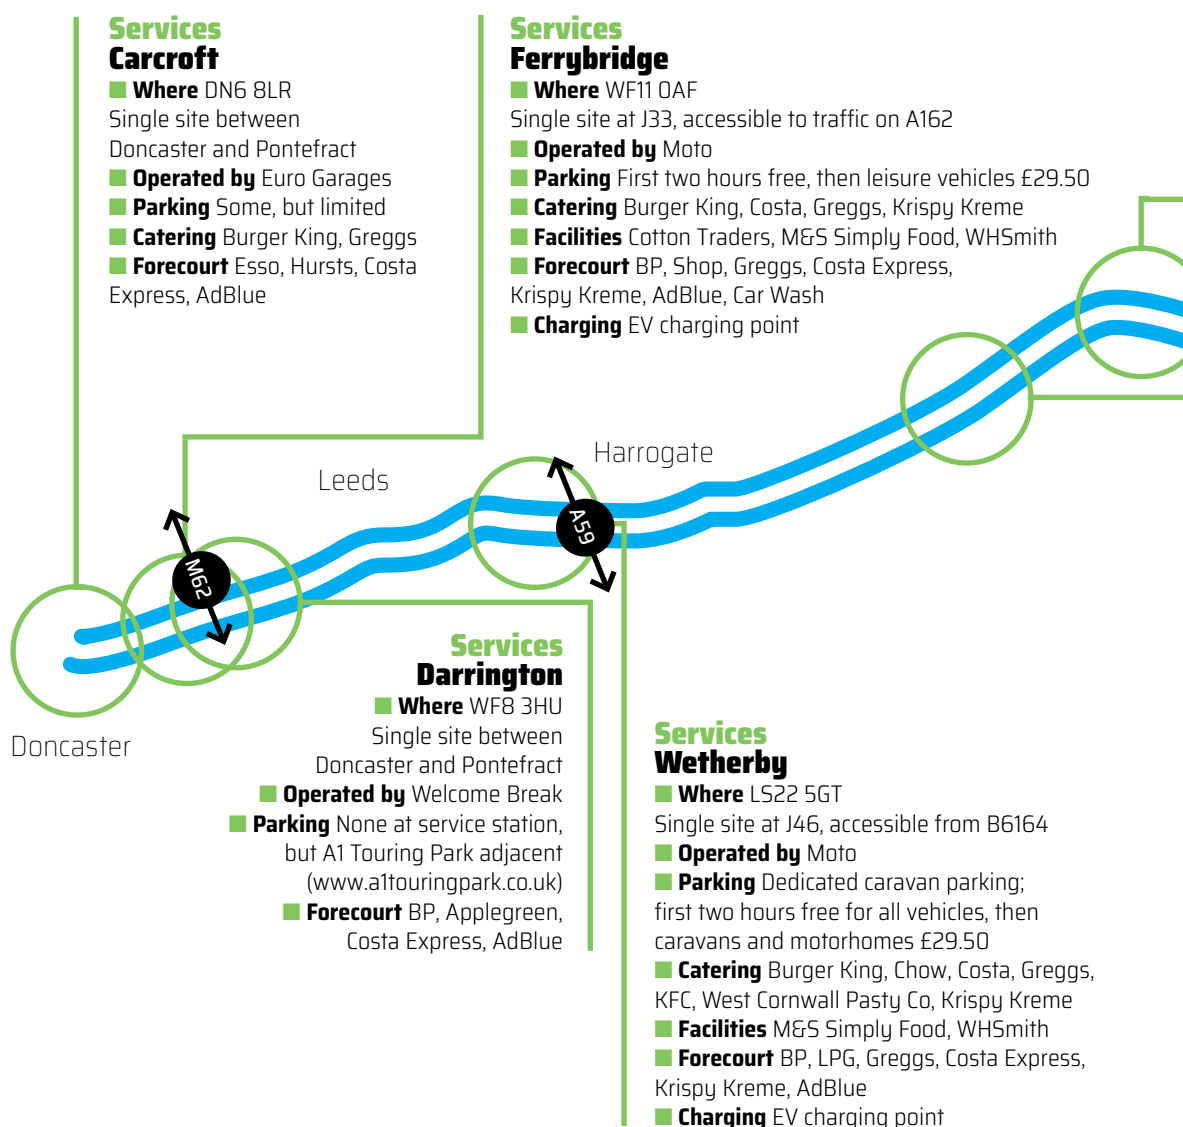 Services
Carcroft
Where DN6 8LR
Single site between
Doncaster and Pontefract
Operated by Euro Garages
Parking Some, but limited
Catering Burger King, Greggs
Forecourt Esso, Hursts, Costa
Express, AdBlue
Services
Ferrybridge
Where WF11 0AF
Single site at J33, accessible to traffic on A162
Operated by Moto
Parking First two hours free, then leisure vehicles £29.50
Catering Burger King, Costa, Greggs, Krispy Kreme
Facilities Cotton Traders, M&S Simply Food, WHSmith
Forecourt BP, Shop, Greggs, Costa Express,
Krispy Kreme, AdBlue, Car Wash
Charging EV charging point
Harrogate
Leeds
A59
M62
Doncaster
Services
Darrington
Where WF8 3HU
Single site between
Doncaster and Pontefract
Operated by Welcome Break
Parking None at service station,
but A1 Touring Park adjacent
(www.a1touringpark.co.uk)
Forecourt BP, Applegreen,
Costa Express, AdBlue
Services
Wetherby
Where LS22 5GT
Single site at J46, accessible from B6164
Operated by Moto
Parking Dedicated caravan parking;
first two hours free for all vehicles, then
caravans and motorhomes £29.50
Catering Burger King, Chow, Costa, Greggs,
KFC, West Cornwall Pasty Co, Krispy Kreme
Facilities M&S Simply Food, WHSmith
Forecourt BP, LPG, Greggs, Costa Express,
Krispy Kreme, AdBlue
Charging EV charging point